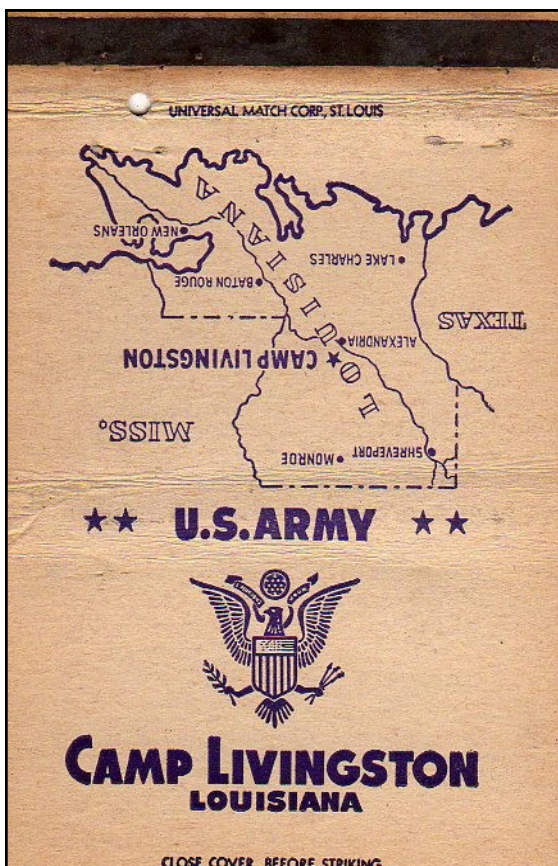 UNIVERSAL MATCH CORP., ST. LOUIS
SHREVEPORT
MONROE
MISS.
CAMP LIVINGSTON
ALEXANDRIA
TEXAS
LOUISIANA
BATON ROUGE
LAKE CHARLES
NEW ORLEANS
U.S. ARMY
CAMP LIVINGSTON
LOUISIANA
CLOSE COVER BEFORE STRIKING